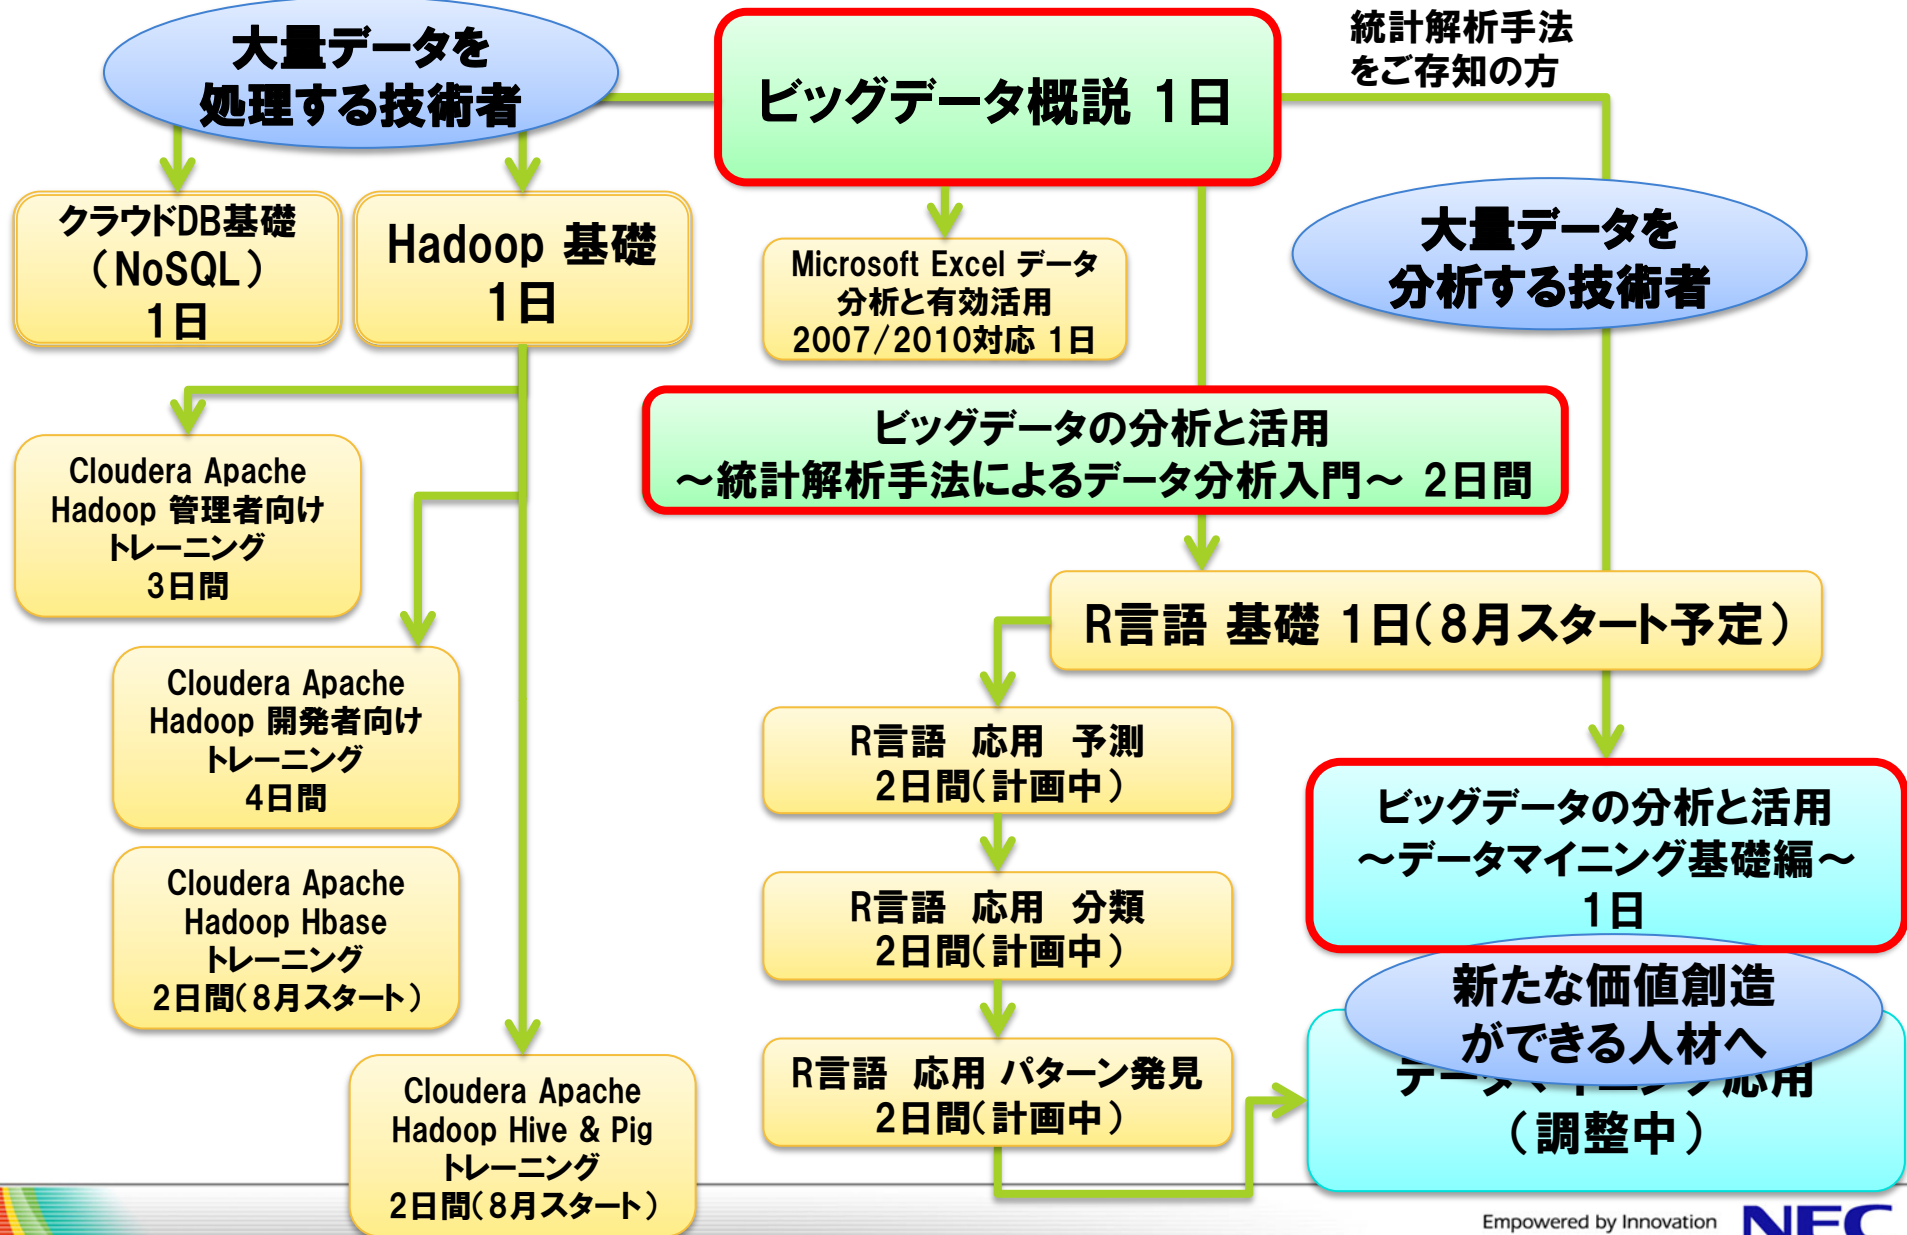 大量データを
処理する技術者
ビッグデータ概説 1日
統計解析手法
をご存知の方
クラウドDB基礎
（NoSQL）
1日
Hadoop 基礎
1日
Microsoft Excel データ
分析と有効活用
2007/2010対応 1日
大量データを
分析する技術者
ビッグデータの分析と活用
～統計解析手法によるデータ分析入門～ 2日間
Cloudera Apache
Hadoop 管理者向け
トレーニング
3日間
R言語 基礎 1日（8月スタート予定）
Cloudera Apache
Hadoop 開発者向け
トレーニング
4日間
R言語 応用 予測
2日間（計画中）
ビッグデータの分析と活用
～データマイニング基礎編～
1日
Cloudera Apache
Hadoop Hbase
トレーニング
2日間（8月スタート）
R言語 応用 分類
2日間（計画中）
新たな価値創造
ができる人材へ
R言語 応用 パターン発見
2日間（計画中）
データマイニング応用
（調整中）
Cloudera Apache
Hadoop Hive & Pig
トレーニング
2日間（8月スタート）
Empowered by Innovation
NEC